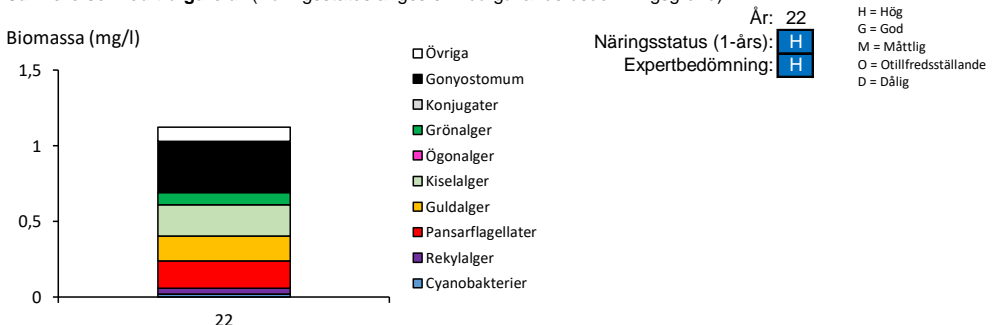 År: 22
Näringsstatus (1-års): H
Expertbedömning: H
H = Hög
G = God
M = Måttlig
O = Otillfredsställande
D = Dålig
Biomassa (mg/l)
1,5
1
0,5
0
22
Övriga
Gonyostomum
Konjugater
Grönalger
Ögonalger
Kiselalger
Guldalger
Pansarflagellater
Rekylalger
Cyanobakterier